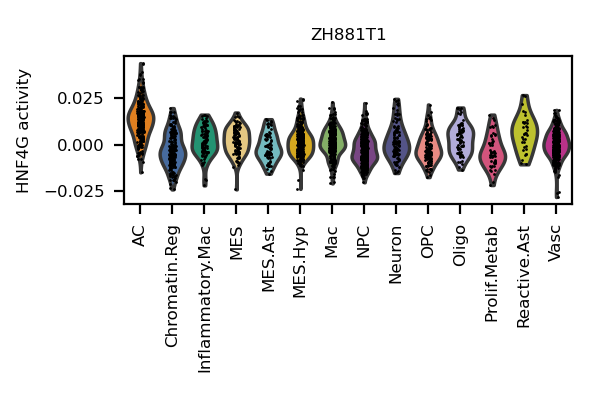 ZH881T1
HNF4G activity
0.025
0.000
−0.025
AC
Chromatin.Reg
Inflammatory.Mac
MES
MES.Ast
MES.Hyp
Mac
NPC
Neuron
OPC
Oligo
Prolif.Metab
Reactive.Ast
Vasc